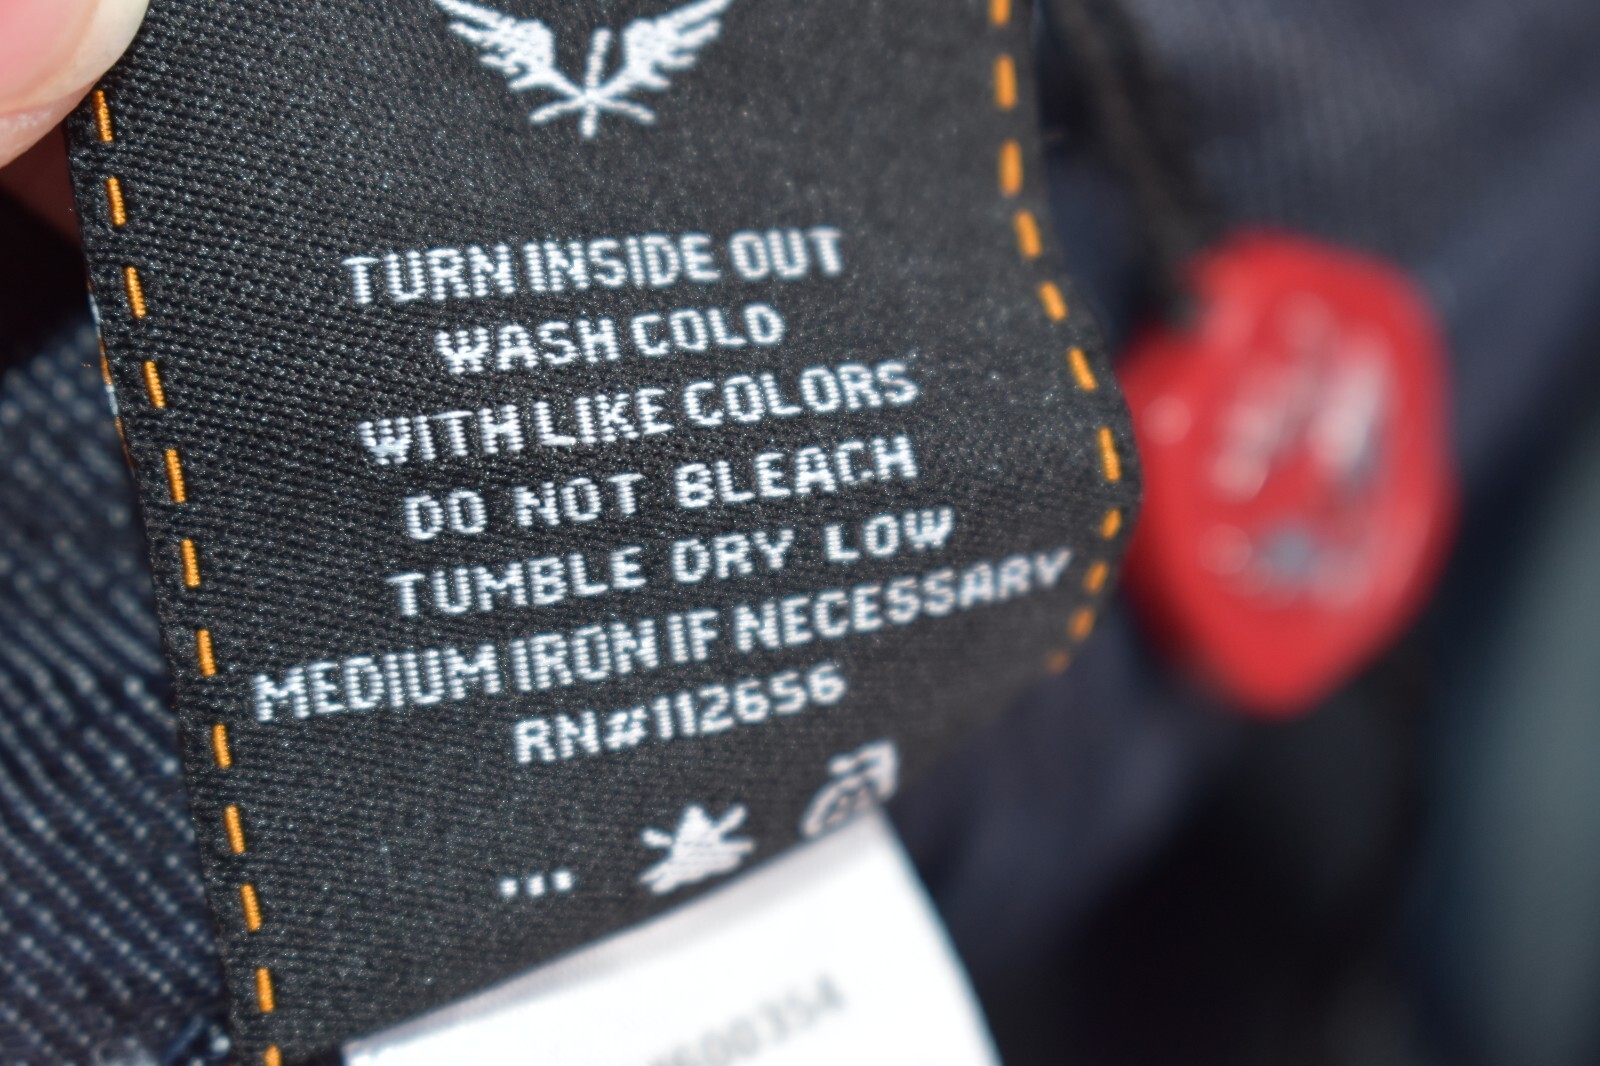 TURN INSIDE OUT
WASH COLD
WITH LIKE COLORS
DO NOT BLEACH
TUMBLE DRY LOW
MEDIUM IRON IF NECESSARY
RN#112656